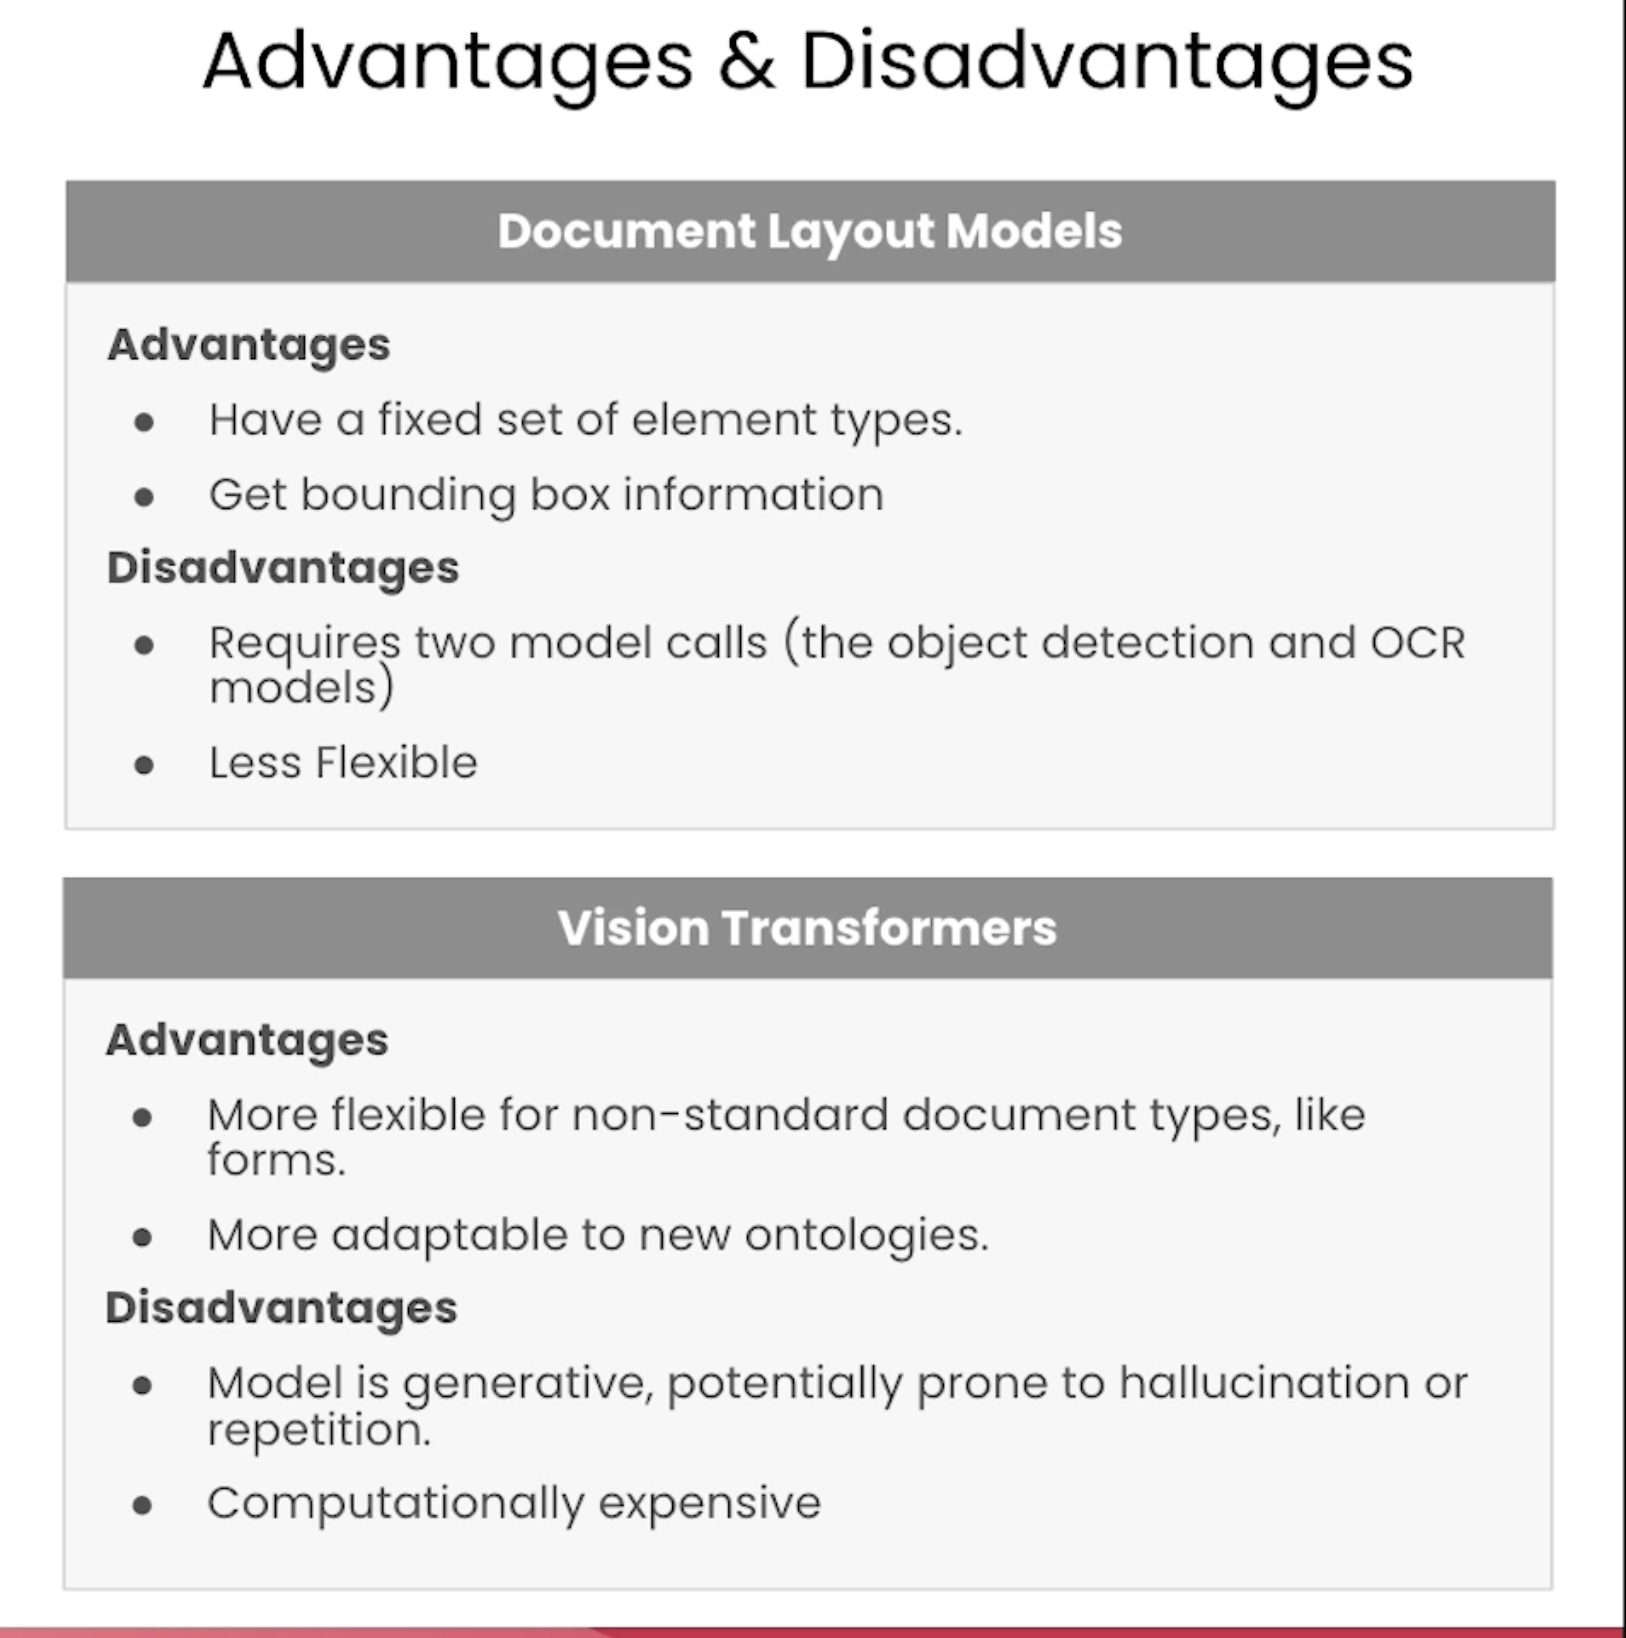 Advantages & Disadvantages
Document Layout Models
Advantages
● Have a fixed set of element types.
● Get bounding box information
Disadvantages
● Requires two model calls (the object detection and OCR
models)
● Less Flexible
Vision Transformers
Advantages
● More flexible for non-standard document types, like
forms.
● More adaptable to new ontologies.
Disadvantages
● Model is generative, potentially prone to hallucination or
repetition.
● Computationally expensive